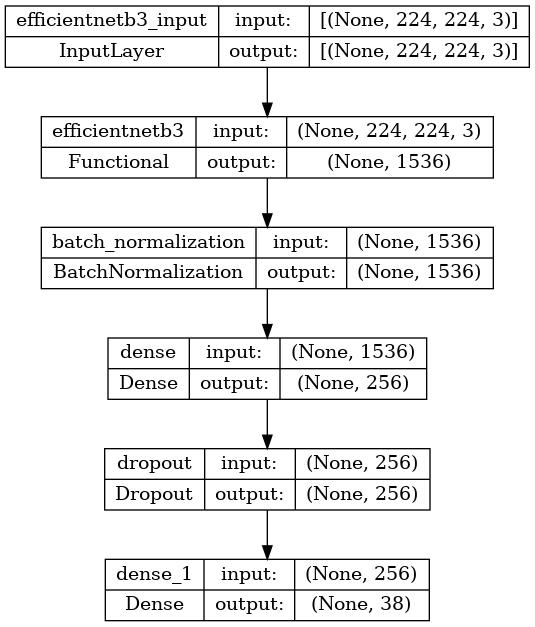 efficientnetb3_input input: [(None, 224, 224, 3)]
InputLayer output: [(None, 224, 224, 3)]
efficientnetb3 input: (None, 224, 224, 3)
Functional output: (None, 1536)
batch_normalization input: (None, 1536)
BatchNormalization output: (None, 1536)
dense input: (None, 1536)
Dense output: (None, 256)
dropout input: (None, 256)
Dropout output: (None, 256)
dense_1 input: (None, 256)
Dense output: (None, 38)